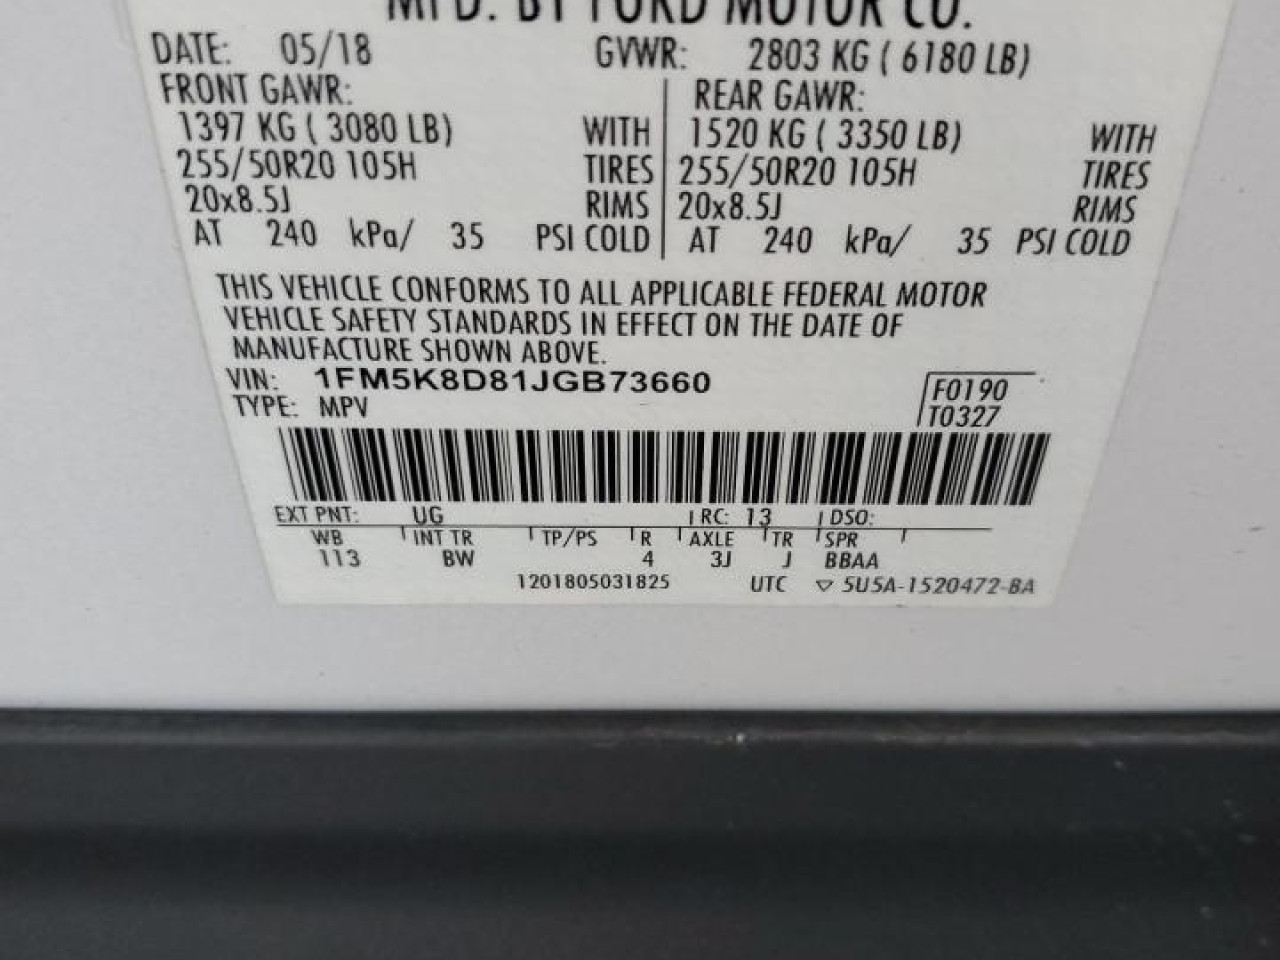 MFD. BY FORD MOTOR CO.
DATE: 05/18 GVWR: 2803 KG ( 6180 LB)
FRONT GAWR: REAR GAWR:
1397 KG ( 3080 LB) WITH 1520 KG ( 3350 LB) WITH
255/50R20 105H TIRES 255/50R20 105H TIRES
20x8.5J RIMS 20x8.5J RIMS
AT 240 kPa/ 35 PSI COLD AT 240 kPa/ 35 PSI COLD
THIS VEHICLE CONFORMS TO ALL APPLICABLE FEDERAL MOTOR
VEHICLE SAFETY STANDARDS IN EFFECT ON THE DATE OF
MANUFACTURE SHOWN ABOVE.
VIN: 1FM5K8D81JGB73660
F0190
TYPE: MPV
T0327
EXT PNT: UG RC: 13 DSO:
WB INT TR TP/PS R AXLE TR SPR
113 BW 4 3J J BBAA
1201805031825 UTC ▽ 5U5A-1520472-BA